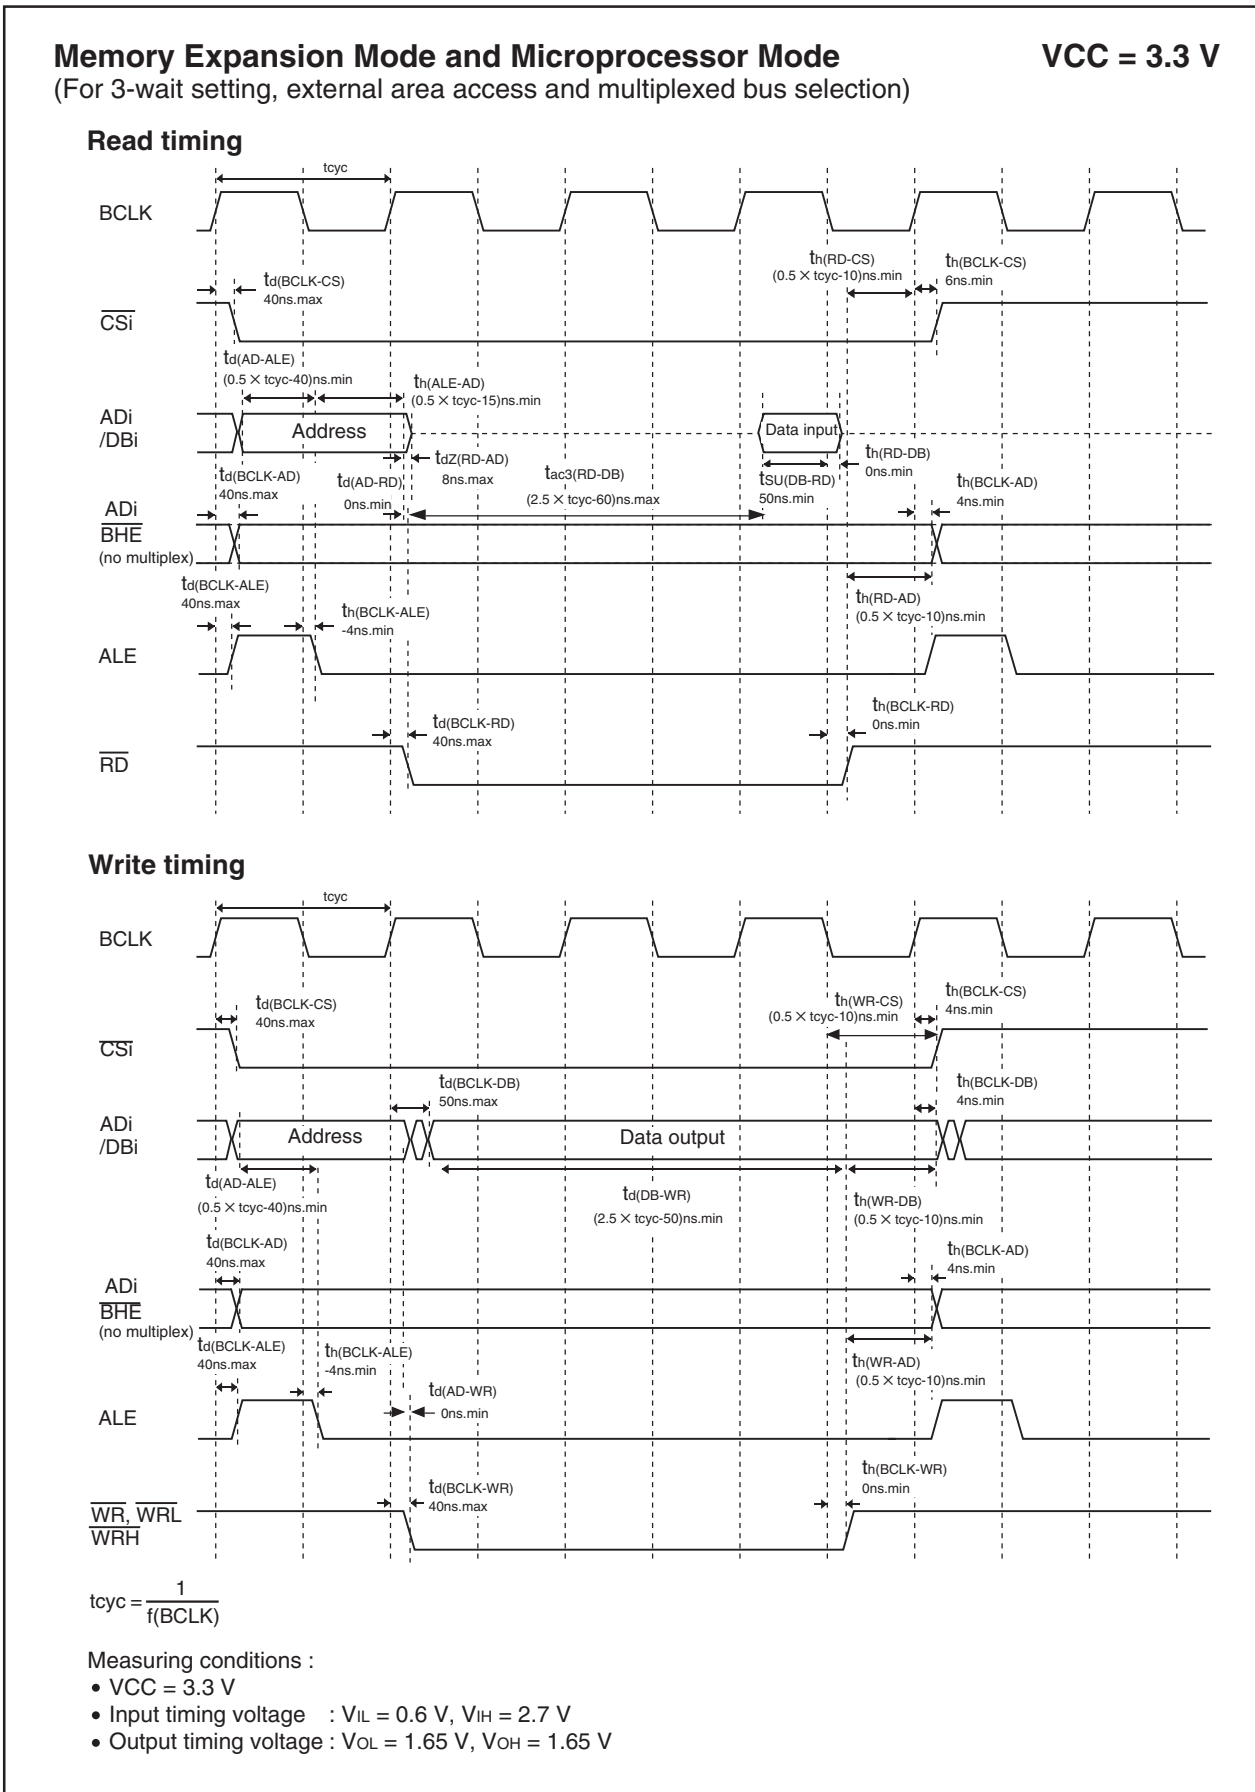 Memory Expansion Mode and Microprocessor Mode VCC = 3.3 V
(For 3-wait setting, external area access and multiplexed bus selection)
Read timing
tcyc
BCLK
td(BCLK-CS)
40ns.max
th(RD-CS)
(0.5 × tcyc-10)ns.min
th(BCLK-CS)
6ns.min
CSi
td(AD-ALE)
(0.5 × tcyc-40)ns.min
th(ALE-AD)
(0.5 × tcyc-15)ns.min
ADi
/DBi
Address
Data input
td(BCLK-AD)
40ns.max
td(AD-RD)
0ns.min
tdZ(RD-AD)
8ns.max
tac3(RD-DB)
(2.5 × tcyc-60)ns.max
tSU(DB-RD)
50ns.min
th(RD-DB)
0ns.min
th(BCLK-AD)
4ns.min
ADi
BHE
(no multiplex)
td(BCLK-ALE)
40ns.max
th(BCLK-ALE)
-4ns.min
th(RD-AD)
(0.5 × tcyc-10)ns.min
ALE
td(BCLK-RD)
40ns.max
th(BCLK-RD)
0ns.min
RD
Write timing
tcyc
BCLK
td(BCLK-CS)
40ns.max
th(WR-CS)
(0.5 × tcyc-10)ns.min
th(BCLK-CS)
4ns.min
CSi
td(BCLK-DB)
50ns.max
th(BCLK-DB)
4ns.min
ADi
/DBi
Address
Data output
td(AD-ALE)
(0.5 × tcyc-40)ns.min
td(DB-WR)
(2.5 × tcyc-50)ns.min
th(WR-DB)
(0.5 × tcyc-10)ns.min
td(BCLK-AD)
40ns.max
th(BCLK-AD)
4ns.min
ADi
BHE
(no multiplex)
td(BCLK-ALE)
40ns.max
th(BCLK-ALE)
-4ns.min
td(AD-WR)
0ns.min
th(WR-AD)
(0.5 × tcyc-10)ns.min
ALE
td(BCLK-WR)
40ns.max
th(BCLK-WR)
0ns.min
WR, WRL
WRH
tcyc = 1
f(BCLK)
Measuring conditions :
• VCC = 3.3 V
• Input timing voltage : VIL = 0.6 V, VIH = 2.7 V
• Output timing voltage : VOL = 1.65 V, VOH = 1.65 V